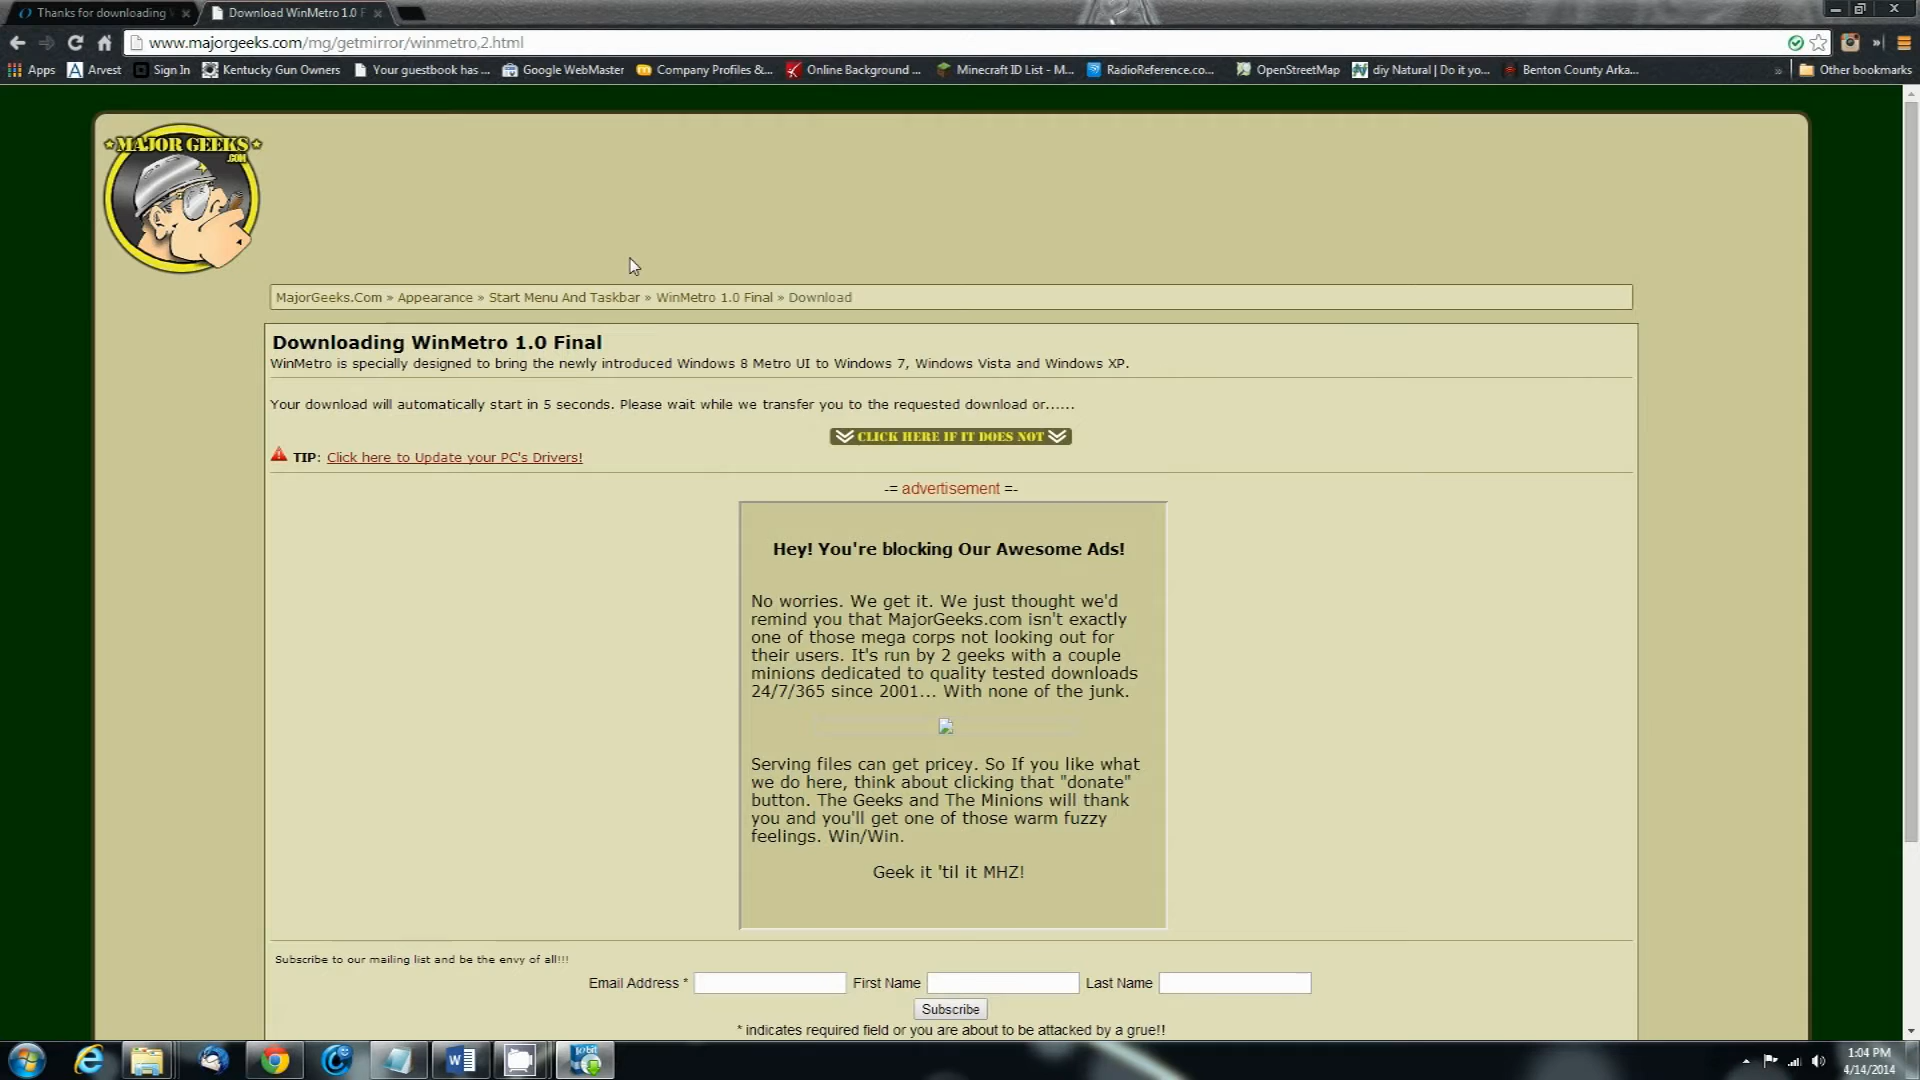 Thanks for downloading
Download WinMetro 1.0 F
www.majorgeeks.com/mg/getmirror/winmetro,2.html
Apps
Arvest
Sign In
Kentucky Gun Owners
Your guestbook has ...
Google WebMaster
Company Profiles &...
Online Background ...
Minecraft ID List - M...
RadioReference.co...
OpenStreetMap
diy Natural | Do it yo...
Benton County Arka...
»
Other bookmarks
MAJOR GEEKS
.COM
MajorGeeks.Com » Appearance » Start Menu And Taskbar » WinMetro 1.0 Final » Download
Downloading WinMetro 1.0 Final
WinMetro is specially designed to bring the newly introduced Windows 8 Metro UI to Windows 7, Windows Vista and Windows XP.
Your download will automatically start in 5 seconds. Please wait while we transfer you to the requested download or......
CLICK HERE IF IT DOES NOT
TIP: Click here to Update your PC's Drivers!
-= advertisement =-
Hey! You're blocking Our Awesome Ads!
No worries. We get it. We just thought we'd
remind you that MajorGeeks.com isn't exactly
one of those mega corps not looking out for
their users. It's run by 2 geeks with a couple
minions dedicated to quality tested downloads
24/7/365 since 2001... With none of the junk.
Serving files can get pricey. So If you like what
we do here, think about clicking that "donate"
button. The Geeks and The Minions will thank
you and you'll get one of those warm fuzzy
feelings. Win/Win.
Geek it 'til it MHZ!
Subscribe to our mailing list and be the envy of all!!!
Email Address * First Name Last Name
Subscribe
* indicates required field or you are about to be attacked by a grue!!
IObit
1:04 PM
4/14/2014